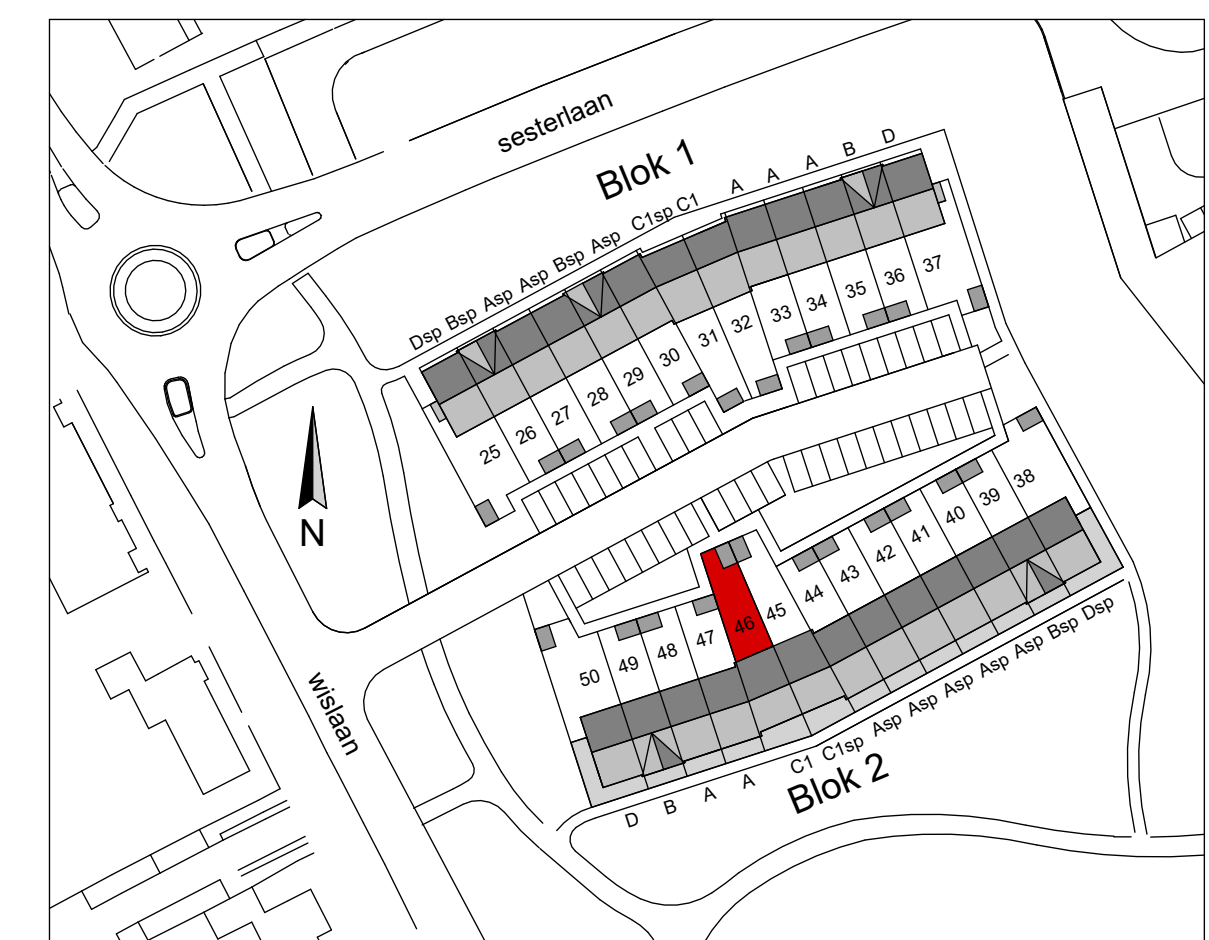 sesterlaan
Blok 1
Dsp Bsp Asp Asp Bsp Asp C1sp C1 A A A B D
25 26 27 28 29 30 31 32 33 34 35 36 37
N
38
39
40
41
42
43
44
45
46
47
48
49
50
wislaan
D B A A C1 C1sp Asp Asp Asp Asp Asp Bsp Dsp
Blok 2